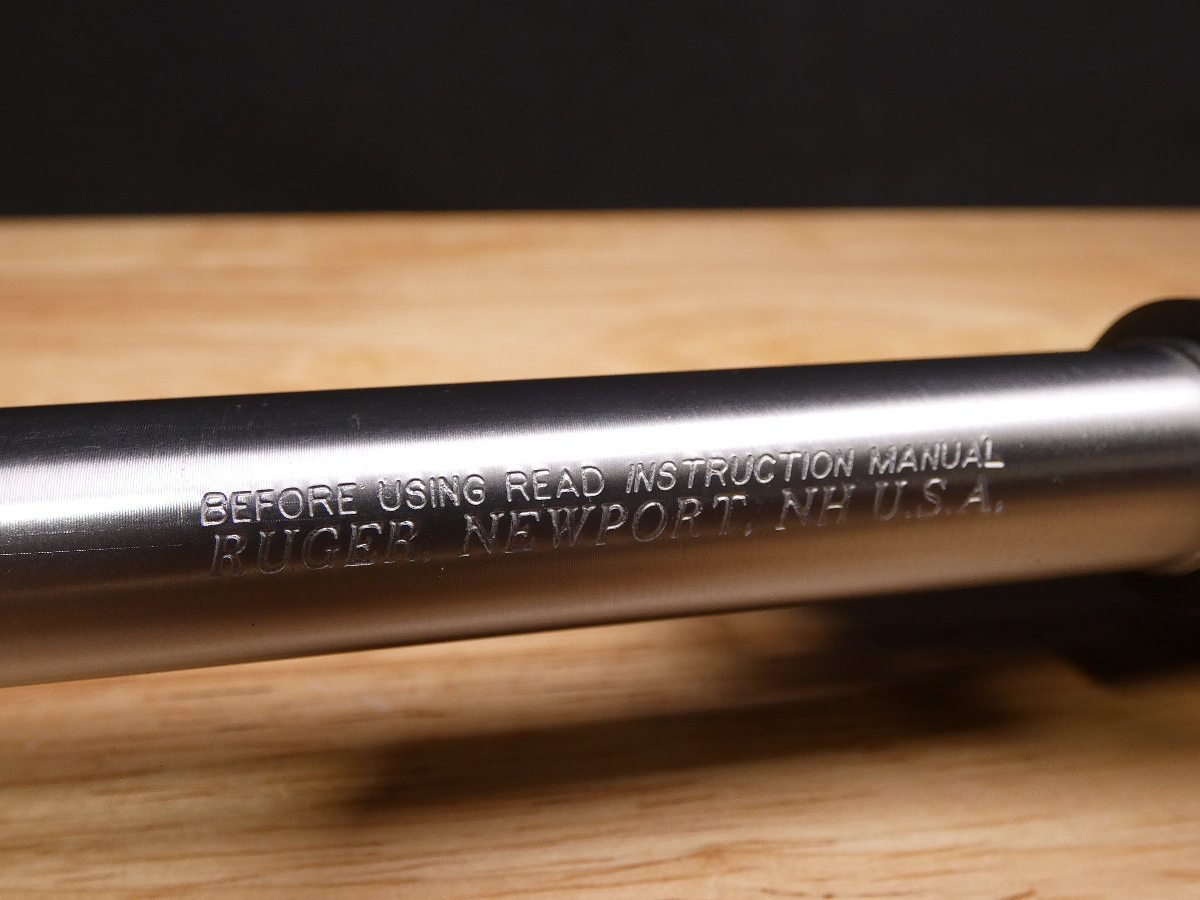 BEFORE USING READ INSTRUCTION MANUAL
RUGER, NEWPORT, NH U.S.A.